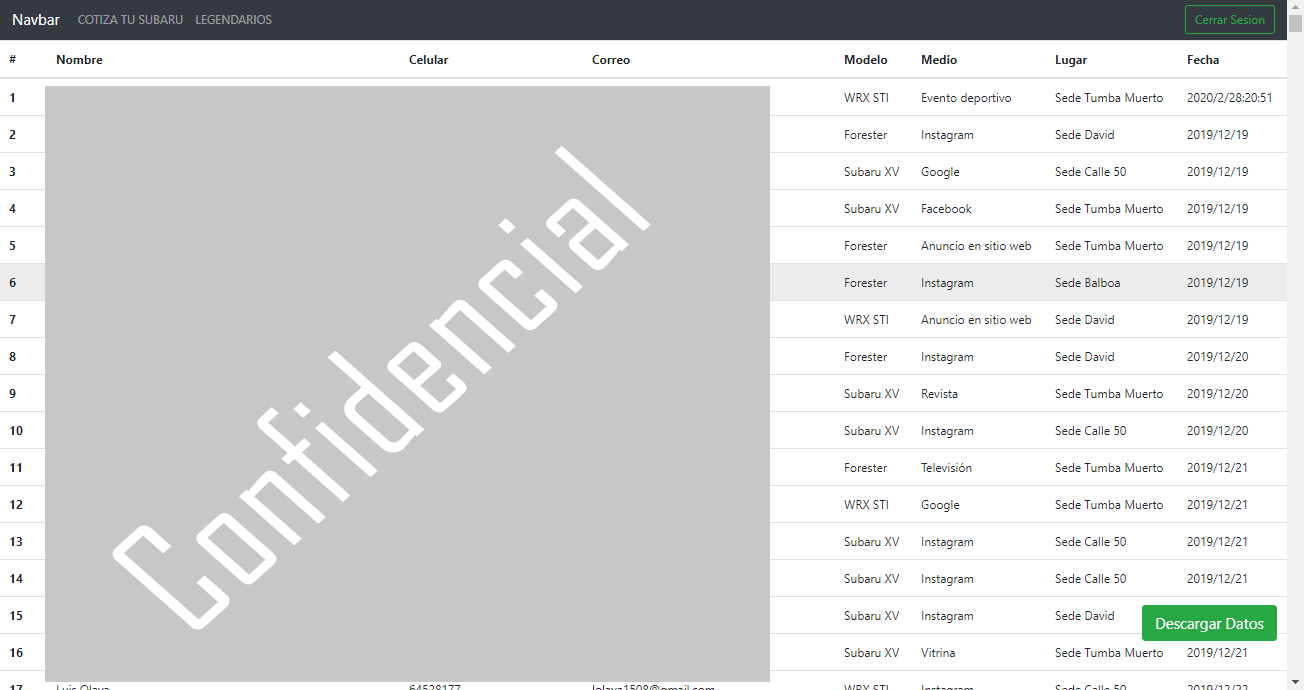 Navbar COTIZA TU SUBARU LEGENDARIOS Cerrar Sesion
# Nombre Celular Correo Modelo Medio Lugar Fecha
1 WRX STI Evento deportivo Sede Tumba Muerto 2020/2/28:20:51
2 Forester Instagram Sede David 2019/12/19
3 Subaru XV Google Sede Calle 50 2019/12/19
4 Subaru XV Facebook Sede Tumba Muerto 2019/12/19
5 Forester Anuncio en sitio web Sede Tumba Muerto 2019/12/19
6 Forester Instagram Sede Balboa 2019/12/19
7 WRX STI Anuncio en sitio web Sede David 2019/12/19
8 Forester Instagram Sede David 2019/12/20
9 Subaru XV Revista Sede Tumba Muerto 2019/12/20
10 Subaru XV Instagram Sede Calle 50 2019/12/20
11 Forester Televisión Sede Tumba Muerto 2019/12/21
12 WRX STI Google Sede Tumba Muerto 2019/12/21
13 Subaru XV Instagram Sede Calle 50 2019/12/21
14 Subaru XV Instagram Sede Calle 50 2019/12/21
15 Subaru XV Instagram Sede David
16 Subaru XV Vitrina Sede Tumba Muerto 2019/12/21
17 Luis Olaya 64528177 lolaya1508@gmail.com WRX STI Instagram Sede Calle 50 2019/12/22
Confidencial
Descargar Datos